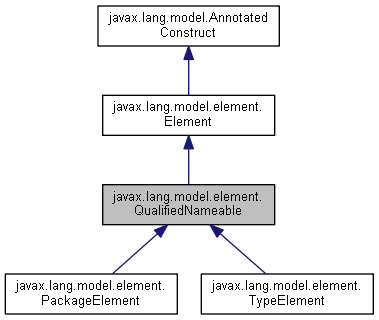 javax.lang.model.Annotated
Construct
javax.lang.model.element.
Element
javax.lang.model.element.
QualifiedNameable
javax.lang.model.element.
PackageElement
javax.lang.model.element.
TypeElement